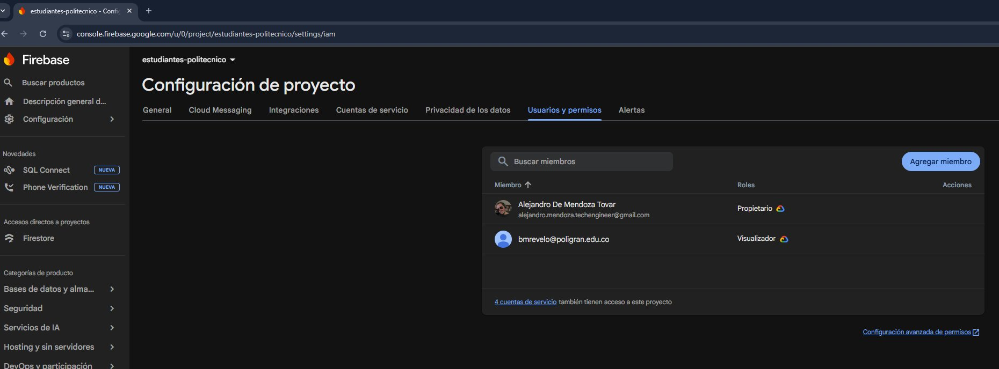 estudiantes-politecnico - Confi
console.firebase.google.com/u/0/project/estudiantes-politecnico/settings/iam
Firebase
Buscar productos
Descripción general d...
Configuración
Novedades
SQL Connect NUEVA
Phone Verification NUEVA
Accesos directos a proyectos
Firestore
Categorías de producto
Bases de datos y alma...
Seguridad
Servicios de IA
Hosting y sin servidores
DevOps y participación
estudiantes-politecnico
Configuración de proyecto
General Cloud Messaging Integraciones Cuentas de servicio Privacidad de los datos Usuarios y permisos Alertas
Buscar miembros Agregar miembro
Miembro Roles Acciones
Alejandro De Mendoza Tovar Propietario
alejandro.mendoza.techengineer@gmail.com
bmrevelo@poligran.edu.co Visualizador
4 cuentas de servicio también tienen acceso a este proyecto
Configuración avanzada de permisos